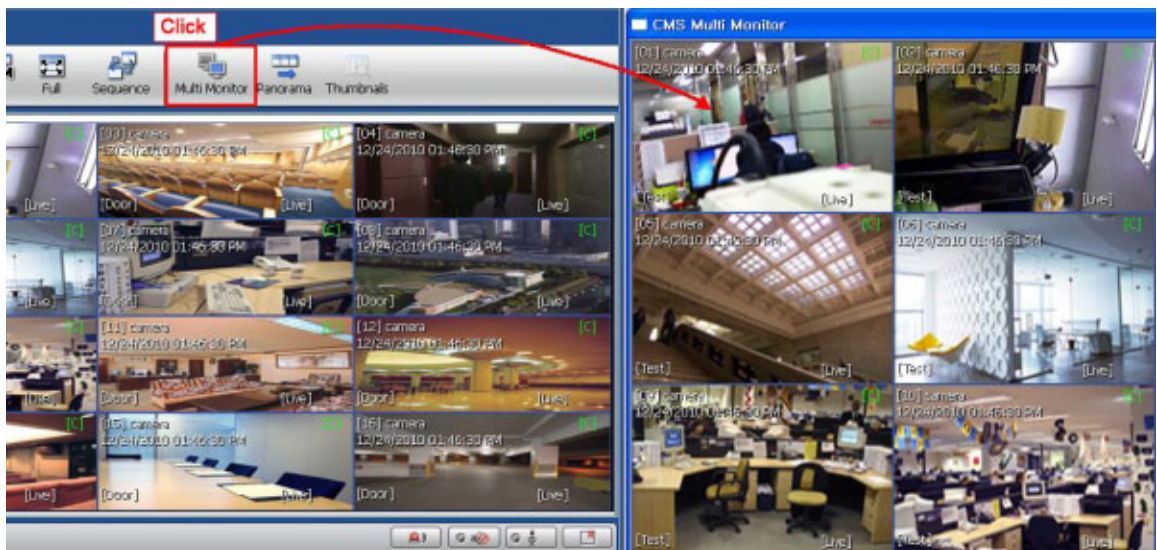 Click
Full
Sequence
Multi Monitor
Panorama
Thumbnails
[C]
[Live]
[03] camera
[C]
12/24/2010 01:46:30 PM
[Door]
[Live]
[04] camera
[C]
12/24/2010 01:46:30 PM
[Door]
[Live]
[C]
[Live]
[07] camera
[C]
12/24/2010 01:46:30 PM
[Door]
[Live]
[08] camera
[C]
12/24/2010 01:46:30 PM
[Door]
[Live]
[C]
[Live]
[11] camera
[C]
12/24/2010 01:46:30 PM
[Door]
[Live]
[12] camera
[C]
12/24/2010 01:46:30 PM
[Door]
[Live]
[C]
[Live]
[15] camera
[C]
12/24/2010 01:46:30 PM
[Door]
[Live]
[16] camera
[C]
12/24/2010 01:46:30 PM
[Door]
[Live]
CMS Multi Monitor
[01] camera
[C]
12/24/2010 01:46:30 PM
[Test]
[Live]
[02] camera
[C]
12/24/2010 01:46:30 PM
[Test]
[Live]
[05] camera
[C]
12/24/2010 01:46:30 PM
[Test]
[Live]
[06] camera
[C]
12/24/2010 01:46:30 PM
[Test]
[Live]
[09] camera
[C]
12/24/2010 01:46:30 PM
[Test]
[Live]
[10] camera
[C]
12/24/2010 01:46:30 PM
[Test]
[Live]